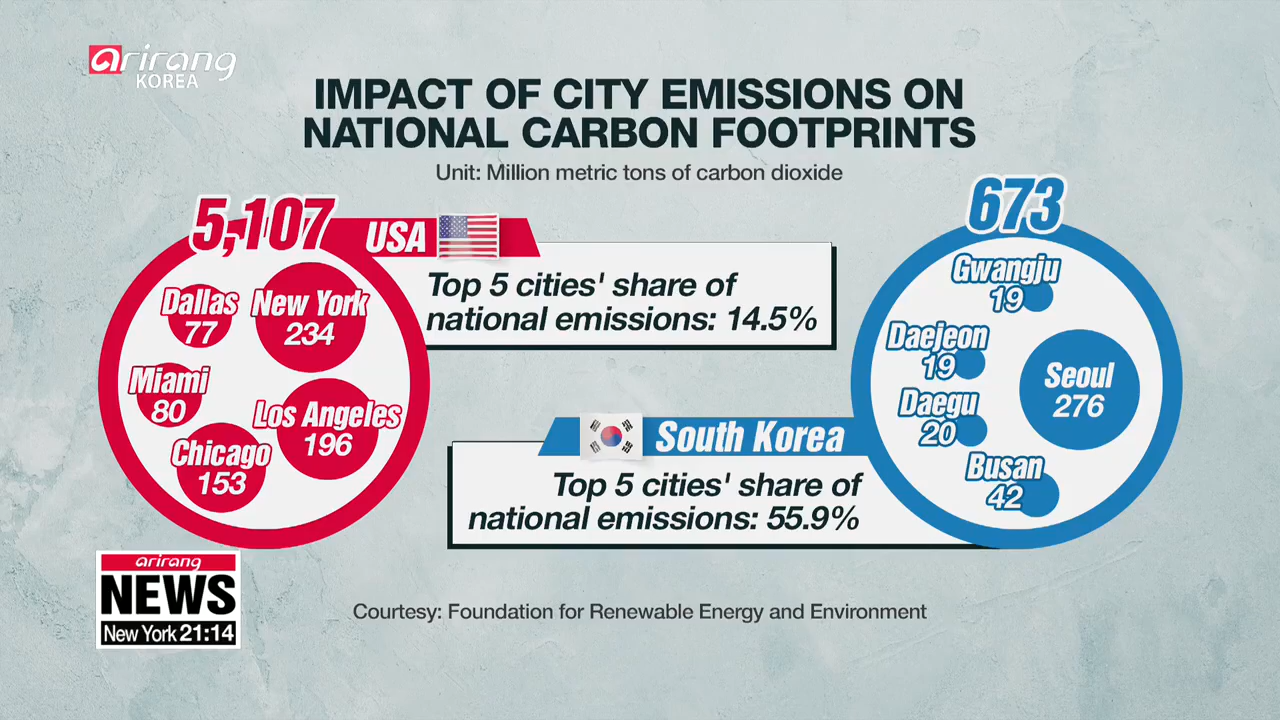 arirang
KOREA
IMPACT OF CITY EMISSIONS ON
NATIONAL CARBON FOOTPRINTS
Unit: Million metric tons of carbon dioxide
5,107
USA
Top 5 cities' share of
national emissions: 14.5%
Dallas
77
New York
234
Miami
80
Los Angeles
196
Chicago
153
673
Gwangju
19
Daejeon
19
Seoul
276
Daegu
20
Busan
42
South Korea
Top 5 cities' share of
national emissions: 55.9%
arirang
NEWS
New York 21:14
Courtesy: Foundation for Renewable Energy and Environment